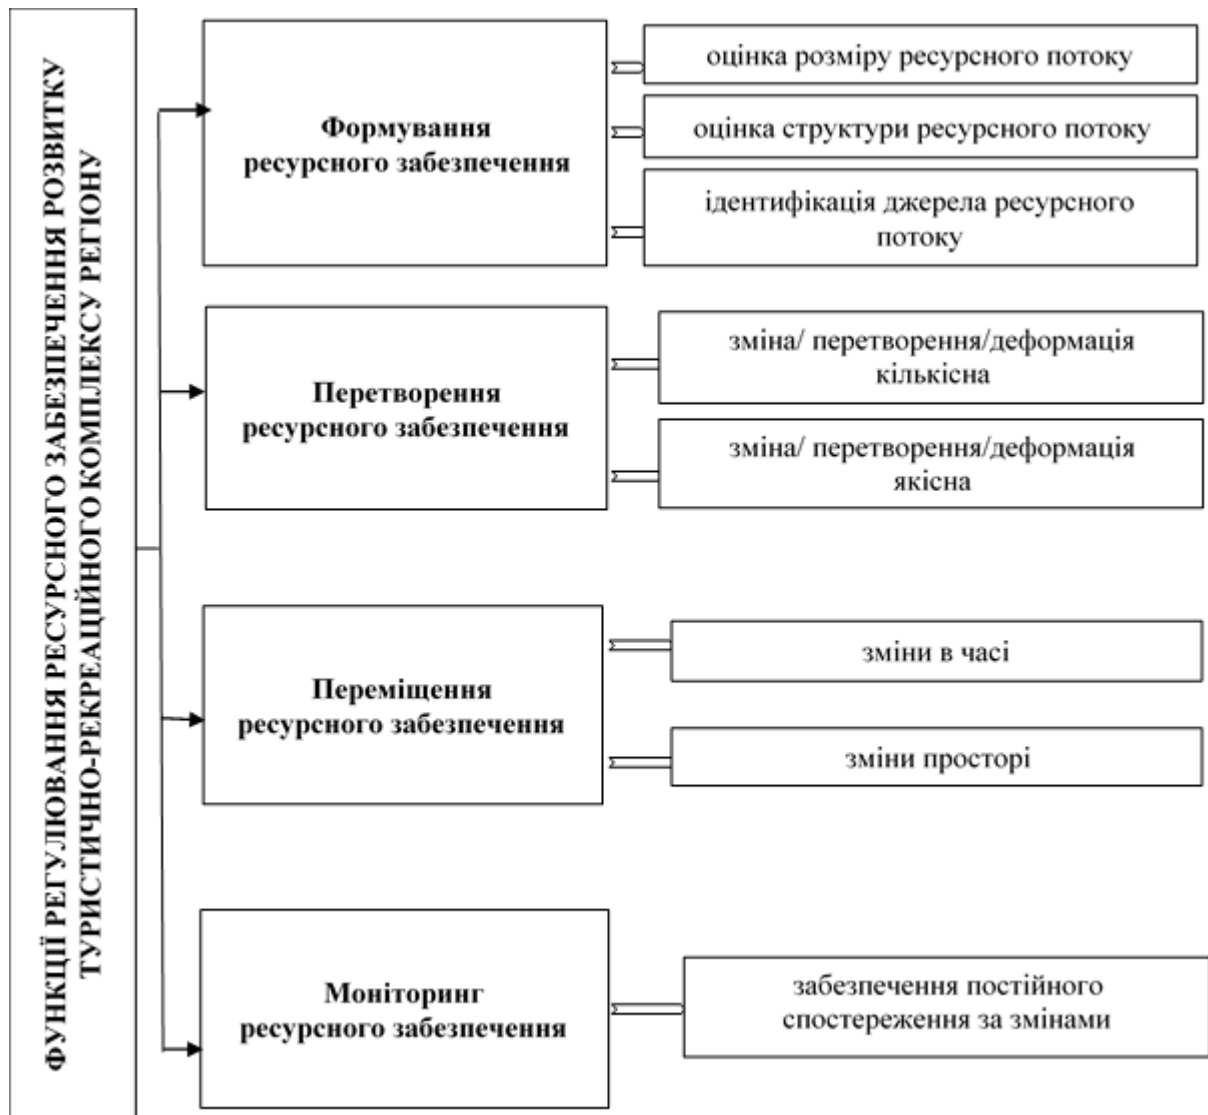 ФУНКЦІЇ РЕГУЛЮВАННЯ РЕСУРСНОГО ЗАБЕЗПЕЧЕННЯ РОЗВИТКУ
ТУРИСТИЧНО-РЕКРЕАЦІЙНОГО КОМПЛЕКСУ РЕГІОНУ
Формування
ресурсного забезпечення
оцінка розміру ресурсного потоку
оцінка структури ресурсного потоку
ідентифікація джерела ресурсного
потоку
Перетворення
ресурсного забезпечення
зміна/ перетворення/деформація
кількісна
зміна/ перетворення/деформація
якісна
Переміщення
ресурсного забезпечення
зміни в часі
зміни просторі
Моніторинг
ресурсного забезпечення
забезпечення постійного
спостереження за змінами